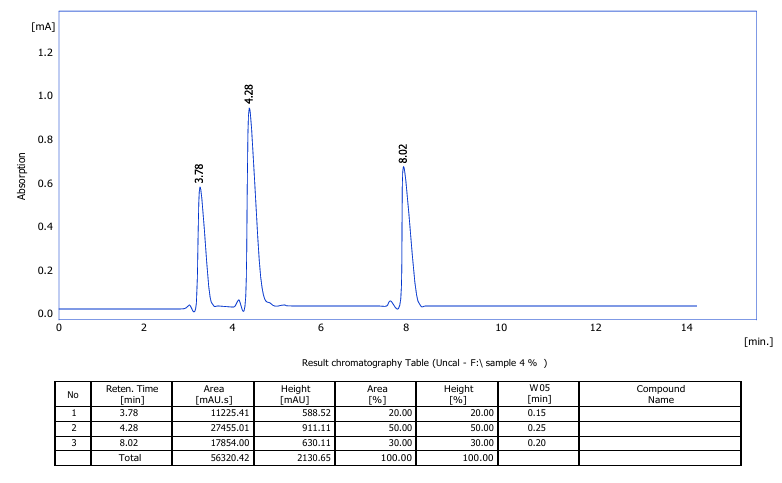 [mA]
1.2
1.0
0.8
0.6
0.4
0.2
0.0
Absorption
3.78
4.28
8.02
0 2 4 6 8 10 12 14
[min.]
Result chromatography Table (Uncal - F:\ sample 4 % )
No Reten. Time [min] Area [mAU.s] Height [mAU] Area [%] Height [%] W05 [min] Compound Name
1 3.78 11225.41 588.52 20.00 20.00 0.15
2 4.28 27455.01 911.11 50.00 50.00 0.25
3 8.02 17854.00 630.11 30.00 30.00 0.20
Total 56320.42 2130.65 100.00 100.00